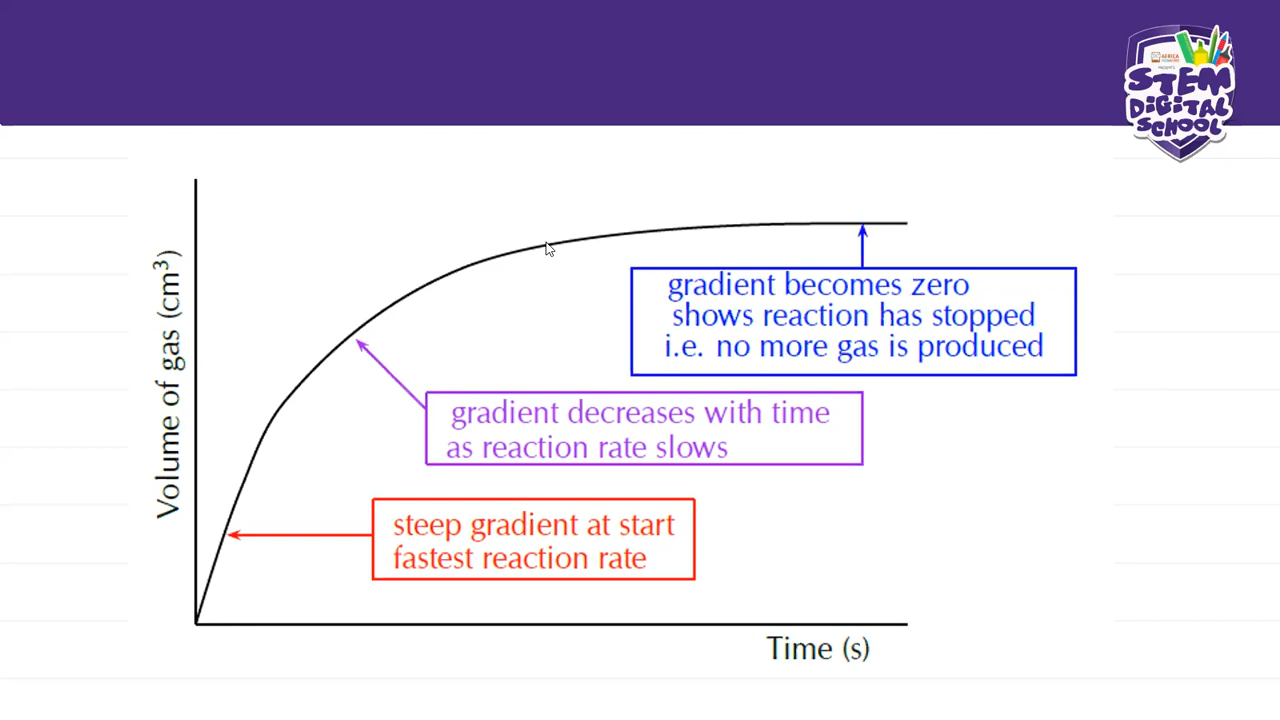 AFRICA
STEM
DIGITAL
SCHOOL
Volume of gas (cm³)
gradient becomes zero
shows reaction has stopped
i.e. no more gas is produced
gradient decreases with time
as reaction rate slows
steep gradient at start
fastest reaction rate
Time (s)